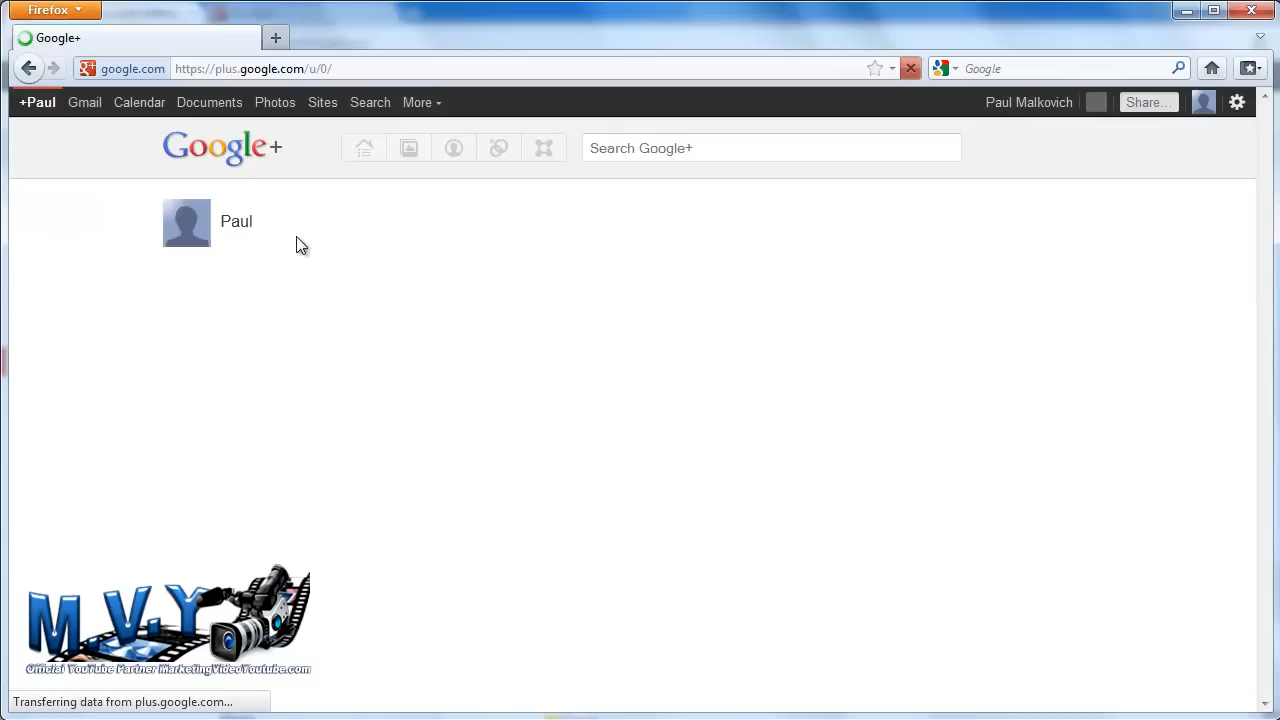 Firefox
Google+
google.com https://plus.google.com/u/0/ Google
+Paul Gmail Calendar Documents Photos Sites Search More Paul Malkovich Share...
Google+ Search Google+
Paul
M.V.Y
Official YouTube Partner MarketingVideoYoutube.com
Transferring data from plus.google.com...